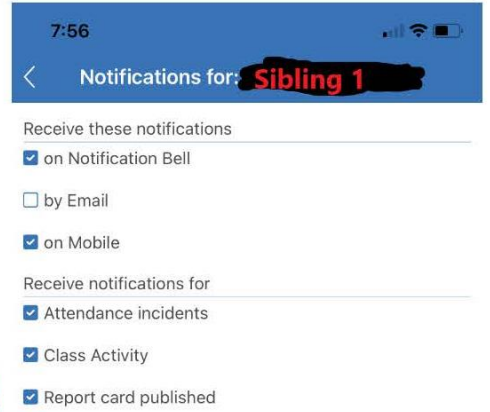 7:56
Notifications for: Sibling 1
Receive these notifications
on Notification Bell
by Email
on Mobile
Receive notifications for
Attendance incidents
Class Activity
Report card published